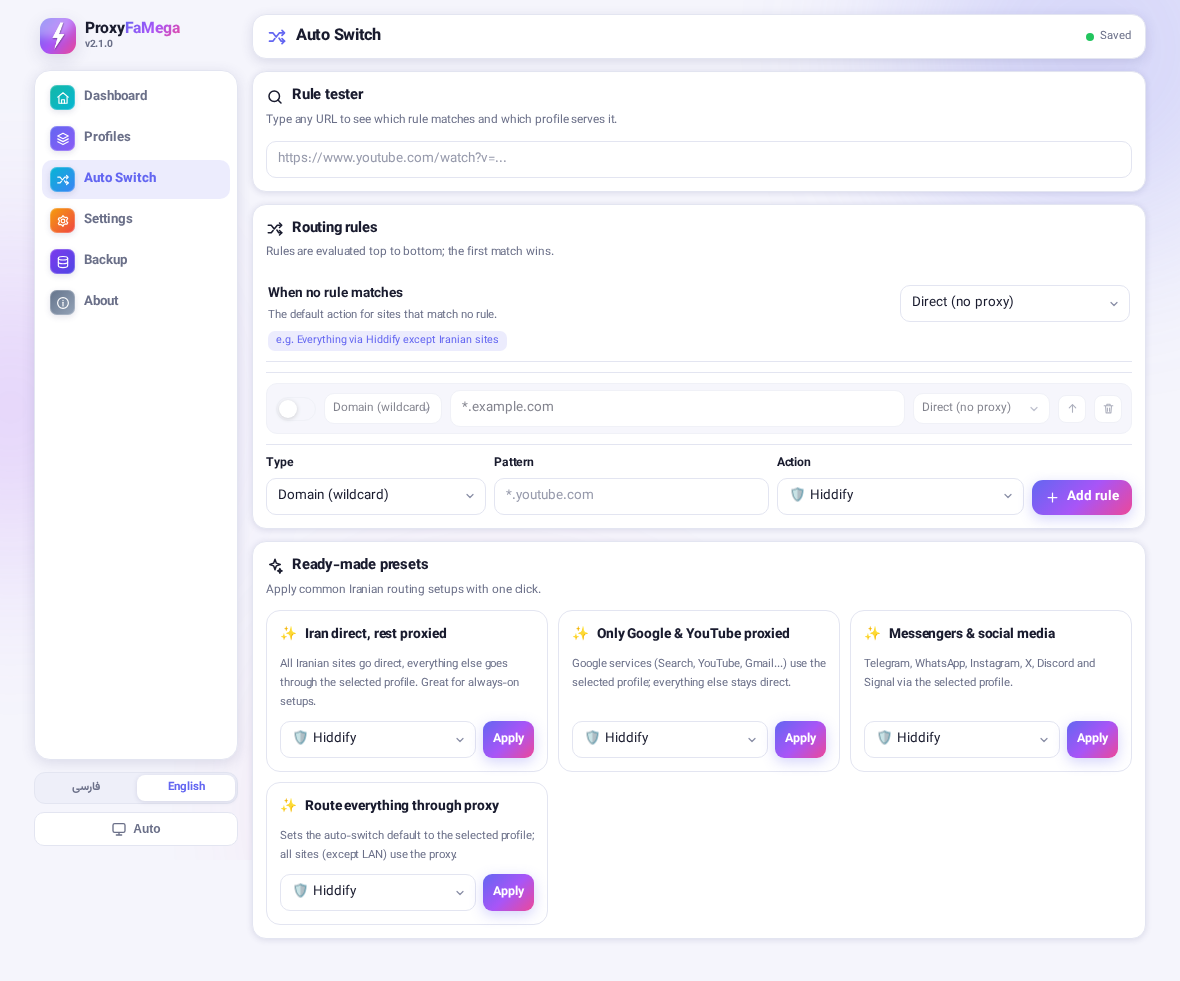 ProxyFaMega
v2.1.0
Dashboard
Profiles
Auto Switch
Settings
Backup
About
فارسی
English
Auto
Auto Switch
Saved
Rule tester
Type any URL to see which rule matches and which profile serves it.
https://www.youtube.com/watch?v=...
Routing rules
Rules are evaluated top to bottom; the first match wins.
When no rule matches
Direct (no proxy)
The default action for sites that match no rule.
e.g. Everything via Hiddify except Iranian sites
Domain (wildcard)
*.example.com
Direct (no proxy)
Type
Pattern
Action
Domain (wildcard)
*.youtube.com
Hiddify
Add rule
Ready-made presets
Apply common Iranian routing setups with one click.
Iran direct, rest proxied
All Iranian sites go direct, everything else goes
through the selected profile. Great for always-on
setups.
Hiddify
Apply
Only Google & YouTube proxied
Google services (Search, YouTube, Gmail...) use the
selected profile; everything else stays direct.
Hiddify
Apply
Messengers & social media
Telegram, WhatsApp, Instagram, X, Discord and
Signal via the selected profile.
Hiddify
Apply
Route everything through proxy
Sets the auto-switch default to the selected profile;
all sites (except LAN) use the proxy.
Hiddify
Apply